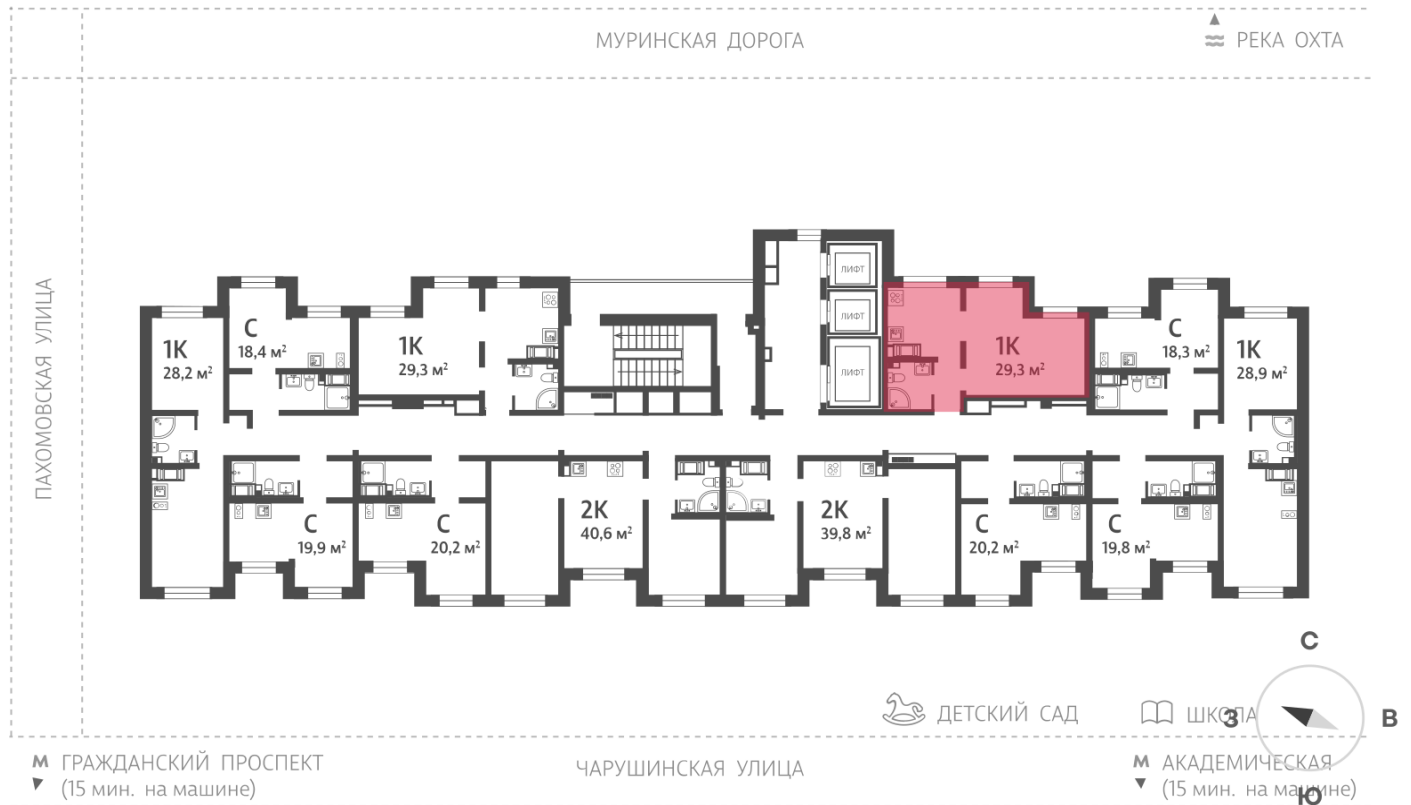 МУРИНСКАЯ ДОРОГА
РЕКА ОХТА
ПАХОМОВСКАЯ УЛИЦА
ЛИФТ
ЛИФТ
ЛИФТ
1К
28,2 м²
С
18,4 м²
1К
29,3 м²
1К
29,3 м²
С
18,3 м²
1К
28,9 м²
С
19,9 м²
С
20,2 м²
2К
40,6 м²
2К
39,8 м²
С
20,2 м²
С
19,8 м²
ДЕТСКИЙ САД
ШКОЛА
С
З
В
Ю
М ГРАЖДАНСКИЙ ПРОСПЕКТ
(15 мин. на машине)
ЧАРУШИНСКАЯ УЛИЦА
М АКАДЕМИЧЕСКАЯ
(15 мин. на машине)